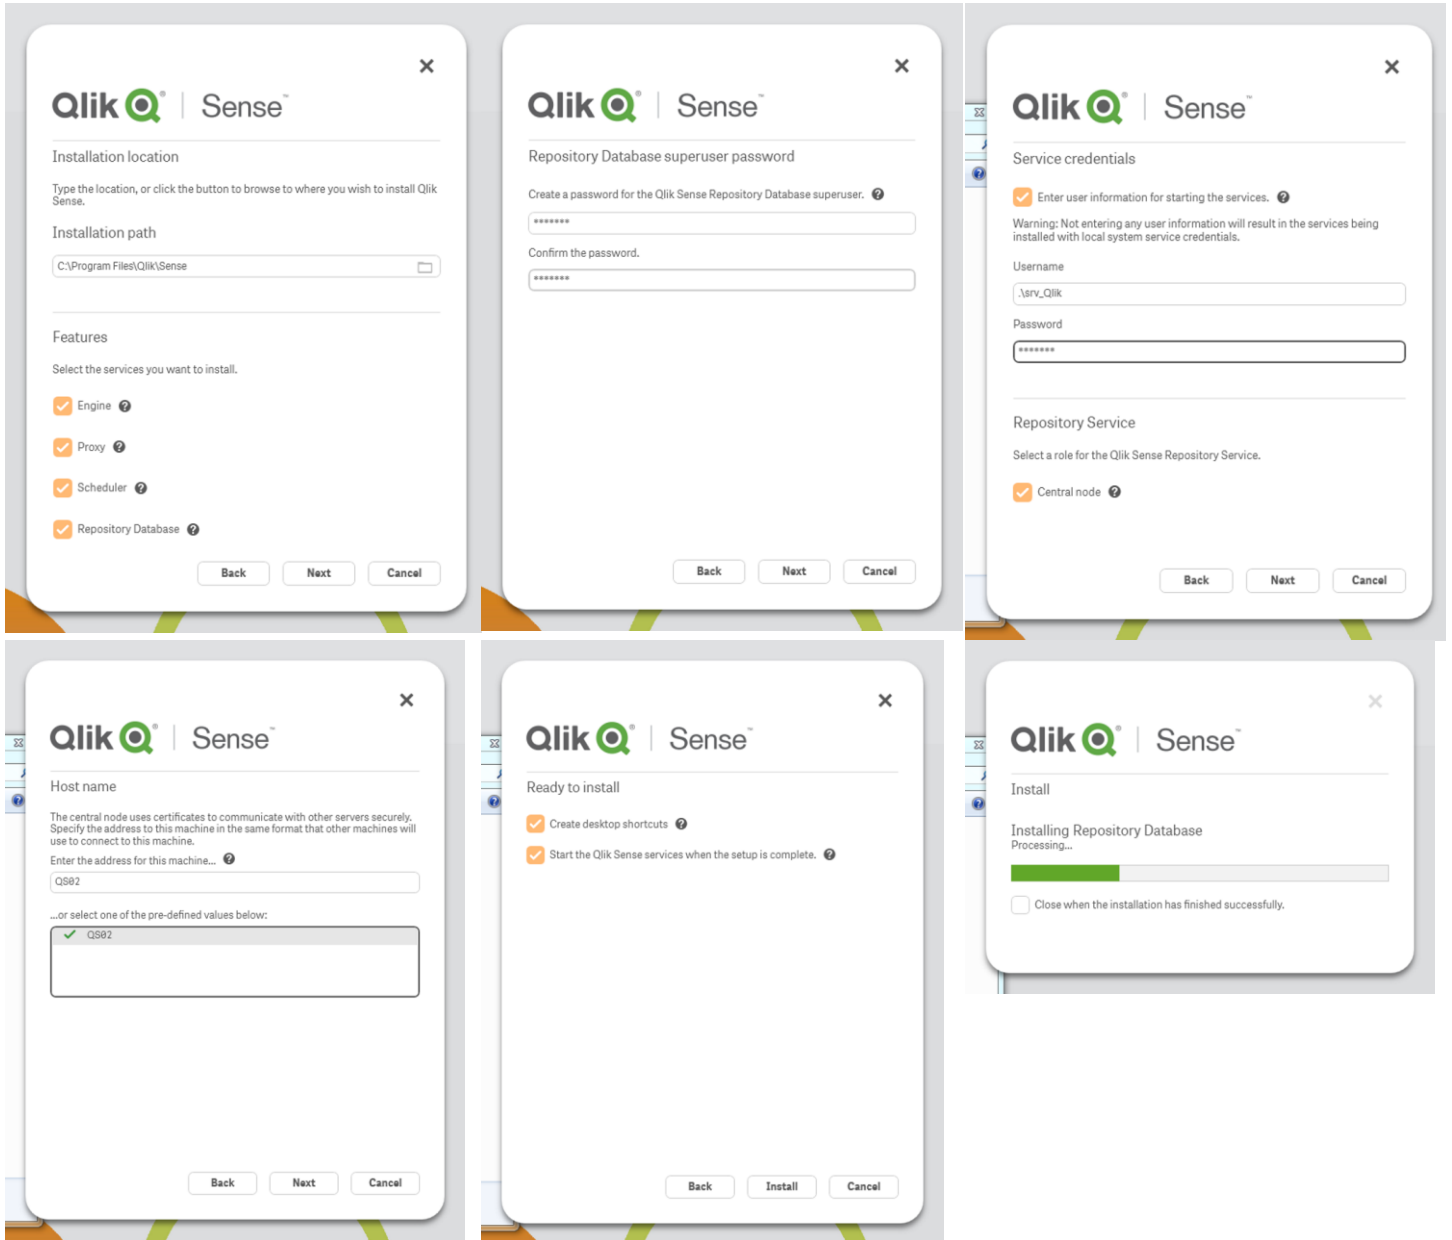 Qlik Q® | Sense™
Installation location
Type the location, or click the button to browse to where you wish to install Qlik
Sense.
Installation path
C:\Program Files\Qlik\Sense
Features
Select the services you want to install.
Engine ?
Proxy ?
Scheduler ?
Repository Database ?
Back Next Cancel
Qlik Q® | Sense™
Repository Database superuser password
Create a password for the Qlik Sense Repository Database superuser. ?
*******
Confirm the password.
*******
Back Next Cancel
Qlik Q® | Sense™
Service credentials
Enter user information for starting the services. ?
Warning: Not entering any user information will result in the services being
installed with local system service credentials.
Username
.\srv_Qlik
Password
*******
Repository Service
Select a role for the Qlik Sense Repository Service.
Central node ?
Back Next Cancel
Qlik Q® | Sense™
Host name
The central node uses certificates to communicate with other servers securely.
Specify the address to this machine in the same format that other machines will
use to connect to this machine.
Enter the address for this machine... ?
QS02
...or select one of the pre-defined values below:
QS02
Back Next Cancel
Qlik Q® | Sense™
Ready to install
Create desktop shortcuts ?
Start the Qlik Sense services when the setup is complete. ?
Back Install Cancel
Qlik Q® | Sense™
Install
Installing Repository Database
Processing...
Close when the installation has finished successfully.